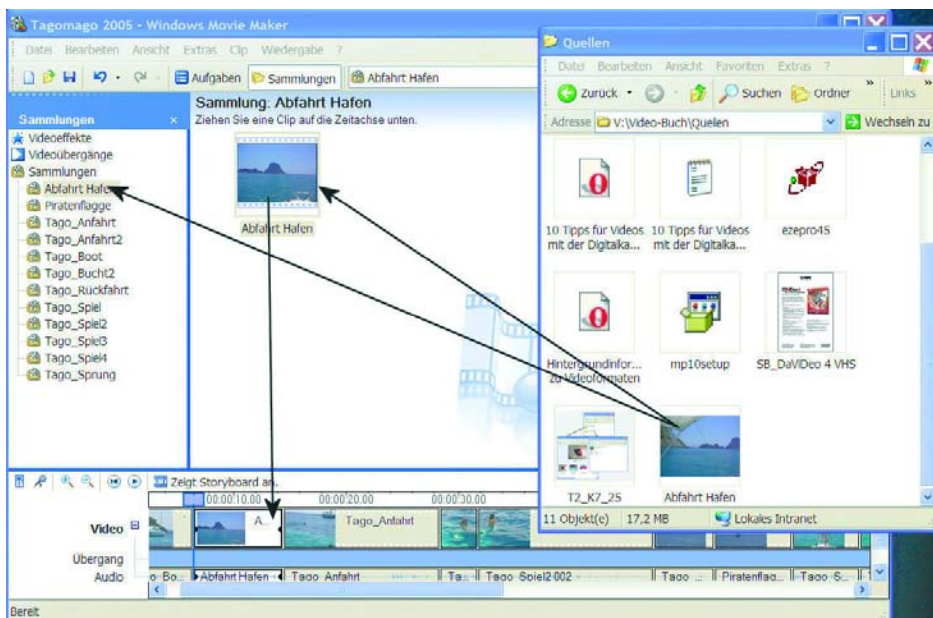 Tagomago 2005 - Windows Movie Maker
Datei Bearbeiten Ansicht Extras Clip Wiedergabe ?
Aufgaben Sammlungen Abfahrt Hafen
Sammlungen ×
Videoeffekte
Videoübergänge
Sammlungen
Abfahrt Hafen
Piratenflagge
Tago_Anfahrt
Tago_Anfahrt2
Tago_Boot
Tago_Bucht2
Tago_Rückfahrt
Tago_Spiel
Tago_Spiel2
Tago_Spiel3
Tago_Spiel4
Tago_Sprung
Sammlung: Abfahrt Hafen
Ziehen Sie eine Clip auf die Zeitachse unten.
Abfahrt Hafen
Quellen
Datei Bearbeiten Ansicht Favoriten Extras ?
Zurück Suchen Ordner » Links »
Adresse V:\Video-Buch\Quellen Wechseln zu
10 Tipps für Videos
mit der Digitalka...
10 Tipps für Videos
mit der Digitalka...
ezepro45
Hintergrundinfor...
zu Videoformaten
mp10setup
SB_DaViDeo 4 VHS
T2_K7_25
Abfahrt Hafen
11 Objekt(e) 17,2 MB Lokales Intranet
Zeigt Storyboard an.
00:00:10.00 00:00:20.00 00:00:30.00
Video A... Tago_Anfahrt
Übergang
Audio o_Bo... Abfahrt Hafen Tago_Anfahrt Ta... Tago_Spiel2 002 Tago ... Piratenflag... Tago_S...
Bereit